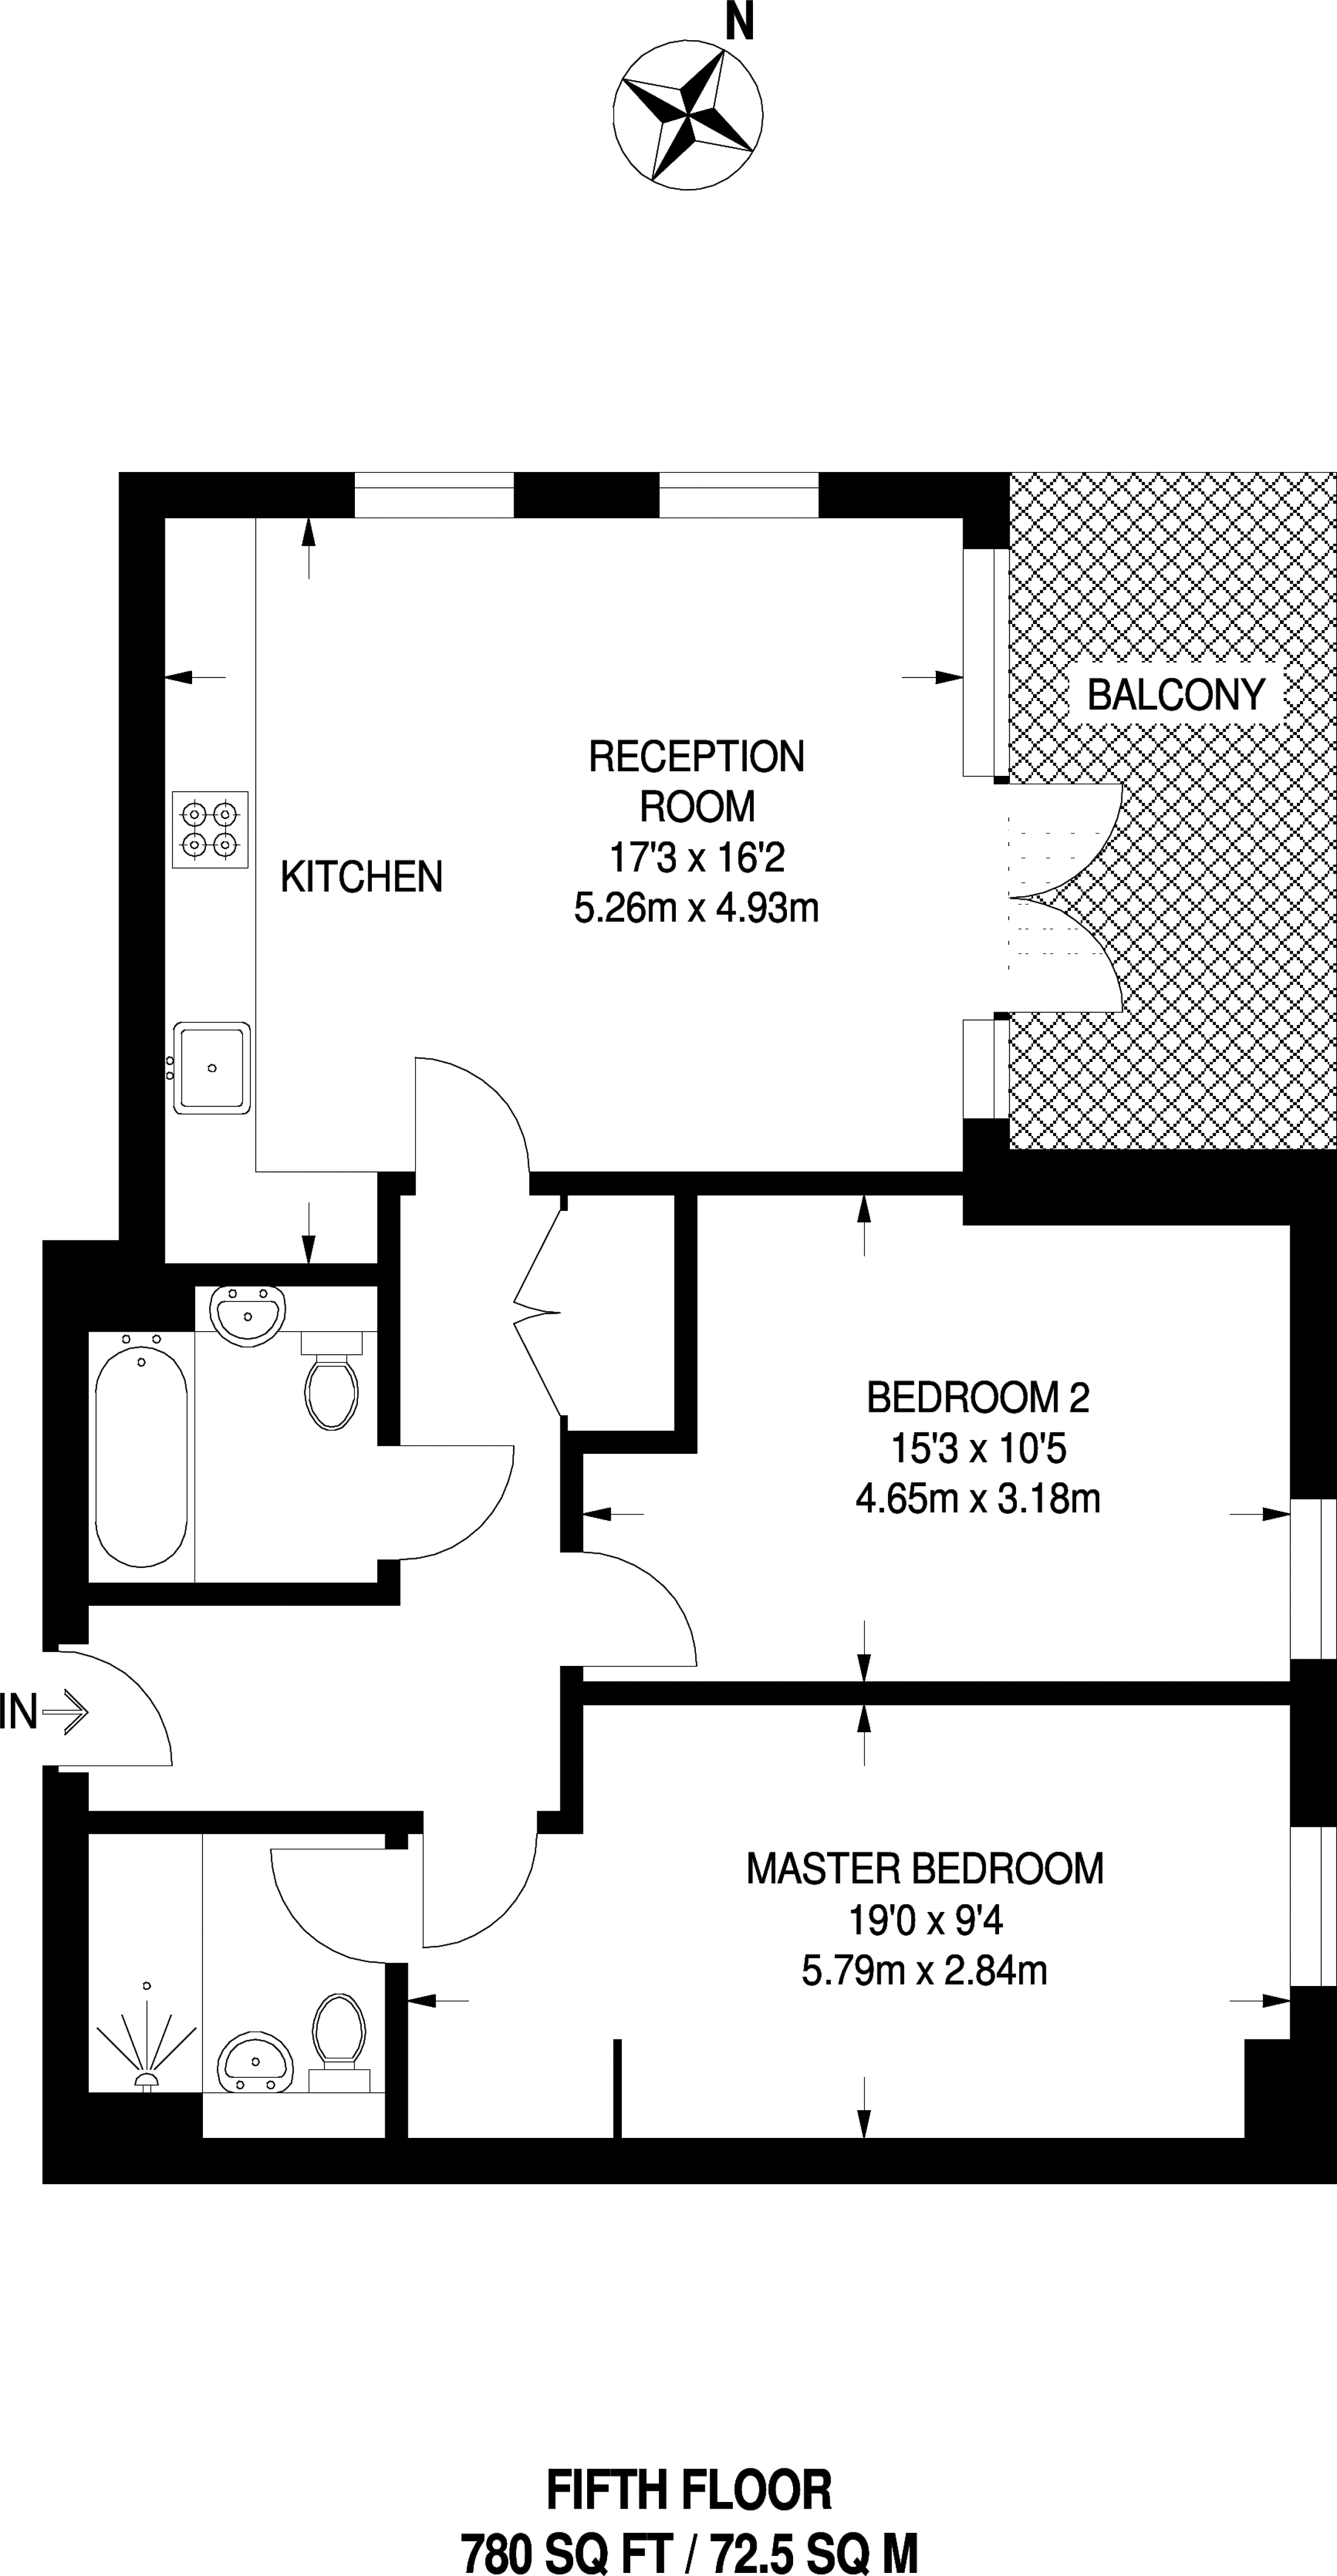 N
BALCONY
RECEPTION
ROOM
17'3 x 16'2
5.26m x 4.93m
KITCHEN
BEDROOM 2
15'3 x 10'5
4.65m x 3.18m
IN
MASTER BEDROOM
19'0 x 9'4
5.79m x 2.84m
FIFTH FLOOR
780 SQ FT / 72.5 SQ M